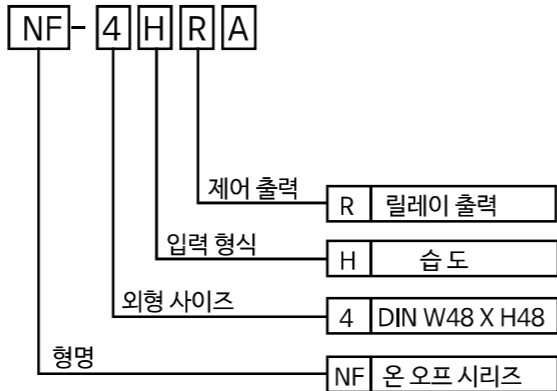 NF-4HRA
제어 출력
R 릴레이 출력
입력 형식
H 습 도
외형 사이즈
4 DIN W48 X H48
형명
NF 온 오프 시리즈